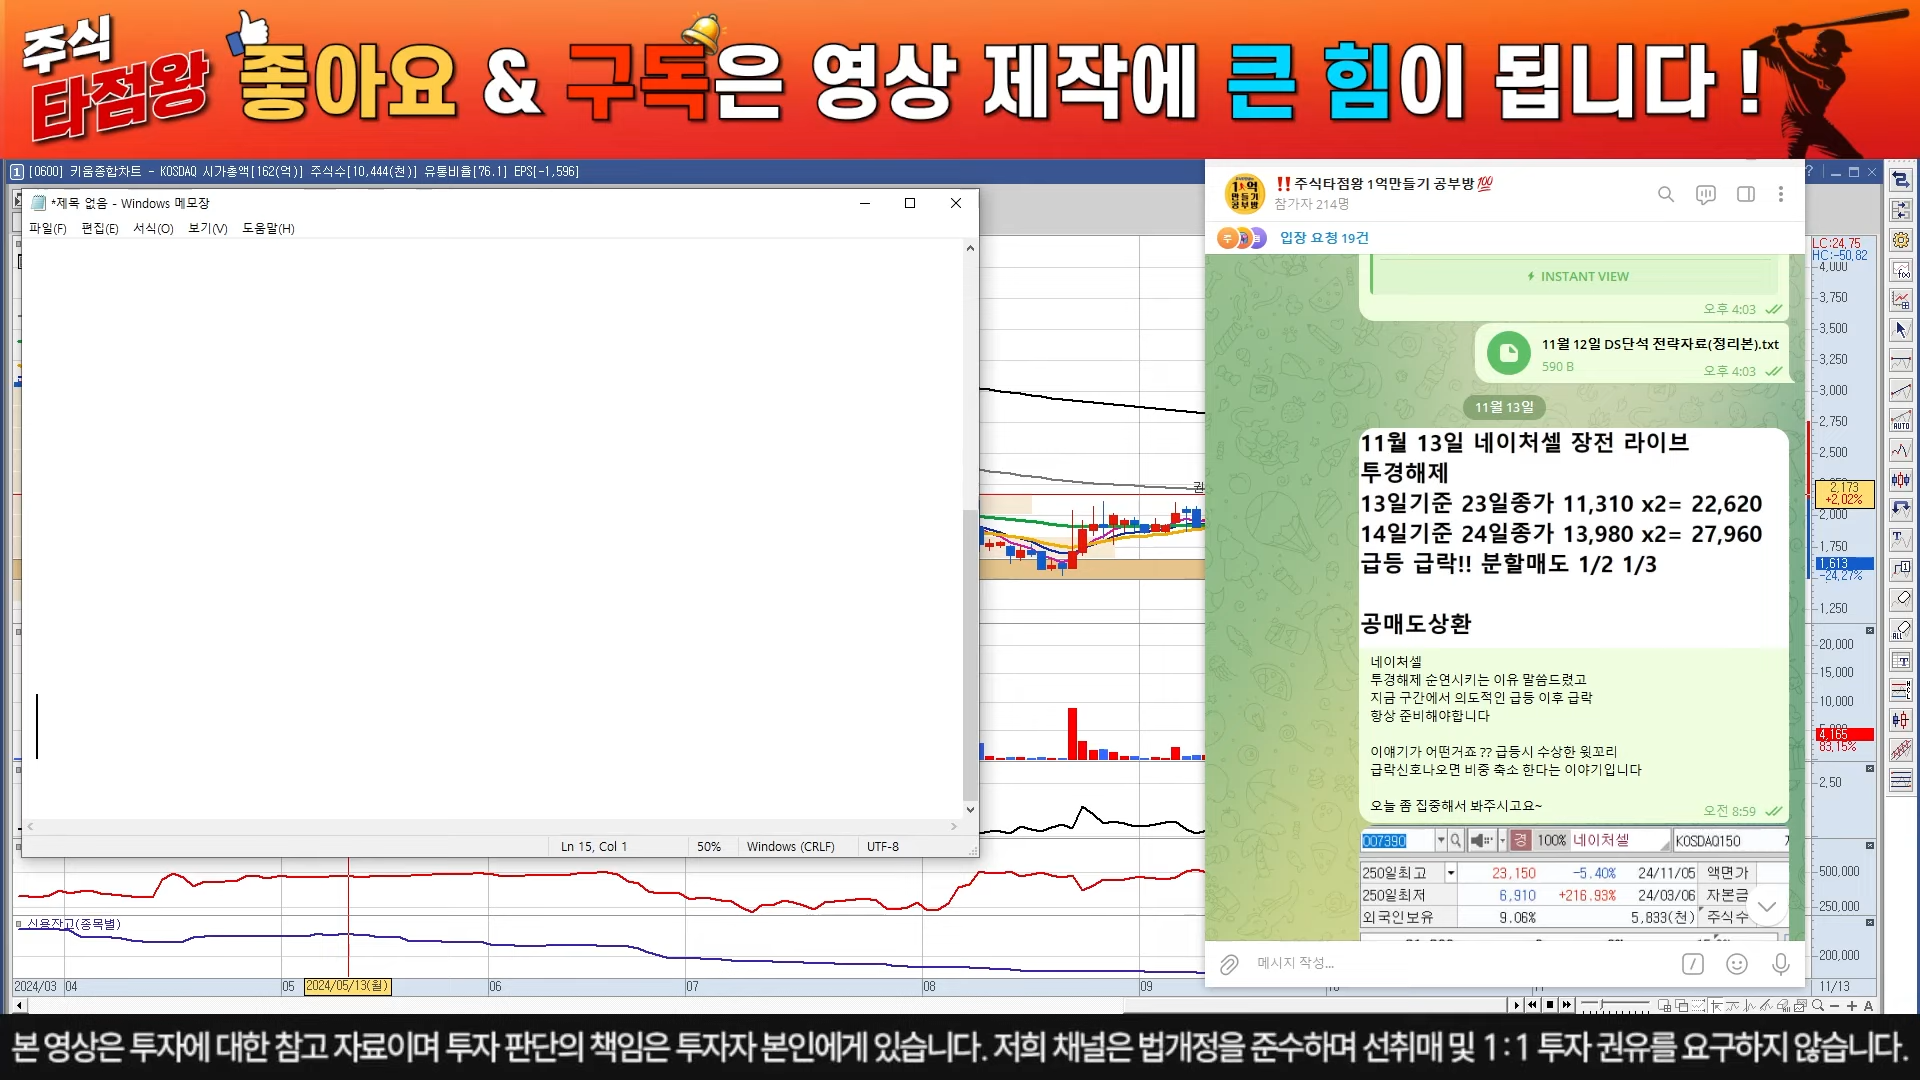 주식
타점왕
좋아요 & 구독은 영상 제작에 큰 힘이 됩니다 !
1 [0600] 키움종합차트 - KOSDAQ 시가총액[162(억)] 주식수[10,444(천)] 유통비율[76.1] EPS[-1,596]
*제목 없음 - Windows 메모장
파일(F) 편집(E) 서식(O) 보기(V) 도움말(H)
Ln 15, Col 1 50% Windows (CRLF) UTF-8
신용잔고(종목별)
2024/03 04 05 2024/05/13(월) 06 07 08 09 10 11 11/13
‼️주식타점왕 1억만들기 공부방💯
참가자 214명
입장 요청 19건
INSTANT VIEW
오후 4:03
11월 12일 DS단석 전략자료(정리본).txt
590 B
오후 4:03
11월 13일
11월 13일 네이처셀 장전 라이브
투경해제
13일기준 23일종가 11,310 x2= 22,620
14일기준 24일종가 13,980 x2= 27,960
급등 급락!! 분할매도 1/2 1/3
공매도상환
네이처셀
투경해제 순연시키는 이유 말씀드렸고
지금 구간에서 의도적인 급등 이후 급락
항상 준비해야합니다
이야기가 어떤거죠 ?? 급등시 수상한 윗꼬리
급락신호나오면 비중 축소 한다는 이야기입니다
오늘 좀 집중해서 봐주시고요~
오전 8:59
007390 경 100% 네이처셀 KOSDAQ150
250일최고 23,150 -5.40% 24/11/05 액면가
250일최저 6,910 +216.93% 24/03/06 자본금
외국인보유 9.06% 5,833(천) 주식수
메시지 작성...
LC:24,75
HC:-50,82
4,000
3,750
3,500
3,250
3,000
2,750
2,500
2,173
+2,02%
2,000
1,750
1,613
-24,27%
1,250
20,000
15,000
10,000
4,165
83,15%
2,50
500,000
250,000
200,000
본 영상은 투자에 대한 참고 자료이며 투자 판단의 책임은 투자자 본인에게 있습니다. 저희 채널은 법개정을 준수하며 선취매 및 1:1 투자 권유를 요구하지 않습니다.